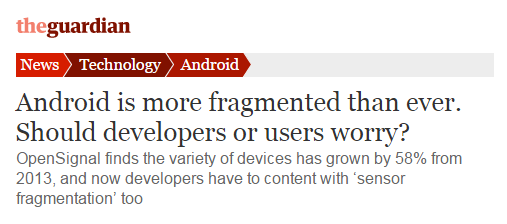 theguardian
News Technology Android
Android is more fragmented than ever.
Should developers or users worry?
OpenSignal finds the variety of devices has grown by 58% from
2013, and now developers have to content with ‘sensor
fragmentation’ too